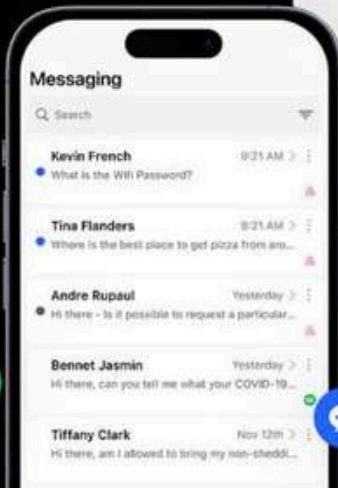 Messaging
Search
Kevin French 9:21 AM
What is the Wifi Password?
Tina Flanders 9:21 AM
Where is the best place to get pizza from aro...
Andre Rupaul Yesterday
Hi there - Is it possible to request a particular...
Bennet Jasmin Yesterday
Hi there, can you tell me what your COVID-19...
Tiffany Clark Nov 12th
Hi there, am I allowed to bring my non-sheddi...